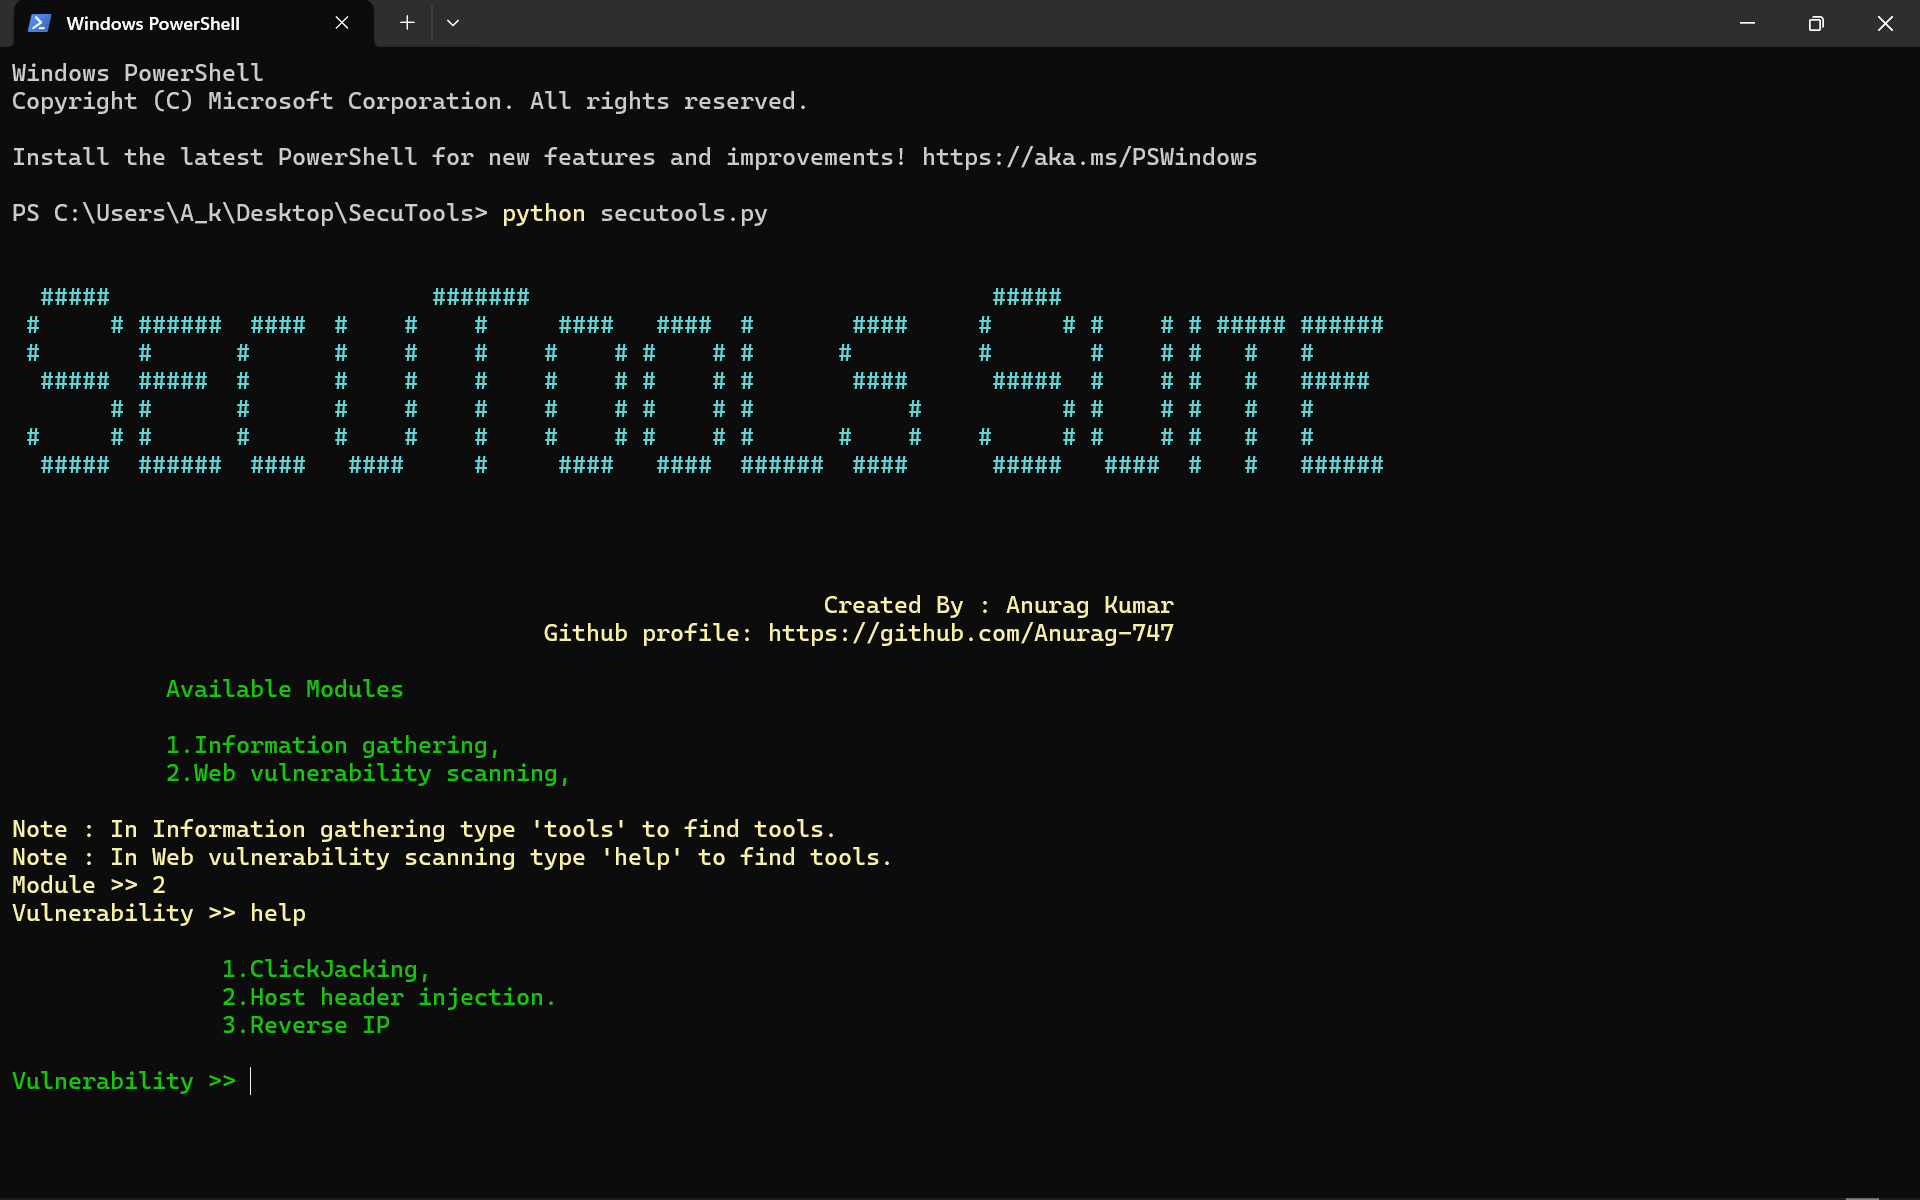 Windows PowerShell
Windows PowerShell
Copyright (C) Microsoft Corporation. All rights reserved.
Install the latest PowerShell for new features and improvements! https://aka.ms/PSWindows
PS C:\Users\A_k\Desktop\SecuTools> python secutools.py
SECUTOOLS SUITE
Created By : Anurag Kumar
Github profile: https://github.com/Anurag-747
Available Modules
1.Information gathering,
2.Web vulnerability scanning,
Note : In Information gathering type 'tools' to find tools.
Note : In Web vulnerability scanning type 'help' to find tools.
Module >> 2
Vulnerability >> help
1.ClickJacking,
2.Host header injection.
3.Reverse IP
Vulnerability >>